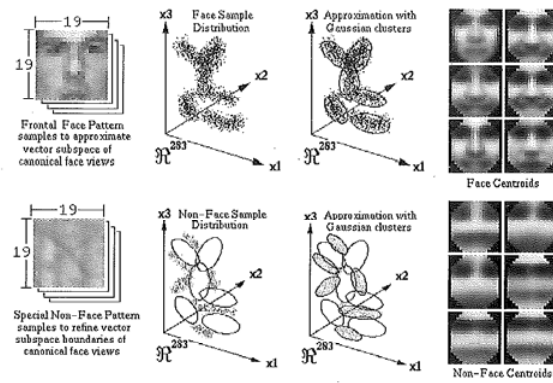 19
19
Frontal Face Pattern
samples to approximate
vector subspace of
canonical face views
x3 Face Sample
Distribution
x2
ℜ283
x1
x3 Approximation with
Gaussian clusters
x2
ℜ283
x1
Face Centroids
19
19
Special Non-Face Pattern
samples to refine vector
subspace boundaries of
canonical face views
x3 Non-Face Sample
Distribution
x2
ℜ283
x1
x3 Approximation with
Gaussian clusters
x2
ℜ283
x1
Non-Face Centroids